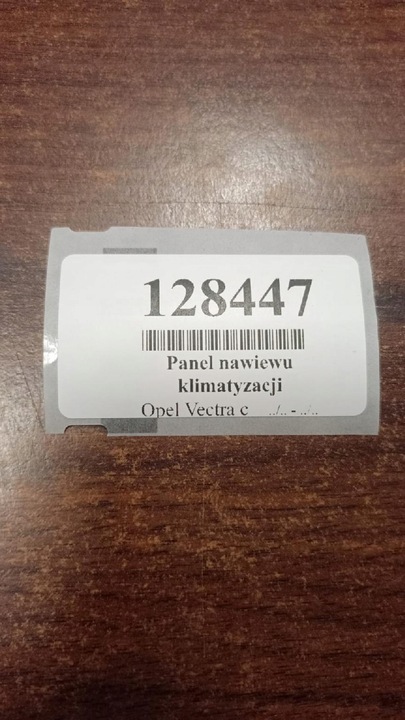 128447
Panel nawiewu
klimatyzacji
Opel Vectra c ../.. - ../..